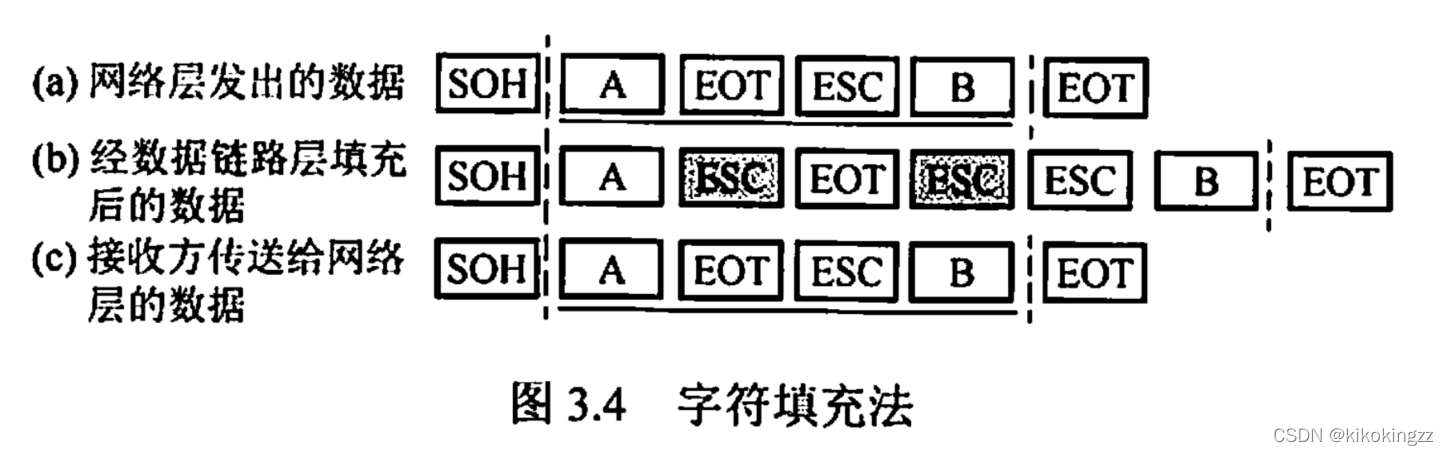 (a) 网络层发出的数据 SOH A EOT ESC B EOT
(b) 经数据链路层填充 SOH A ESC EOT ESC ESC B EOT
后的数据
(c) 接收方传送给网络 SOH A EOT ESC B EOT
层的数据
图 3.4 字符填充法
CSDN @kikokingzz